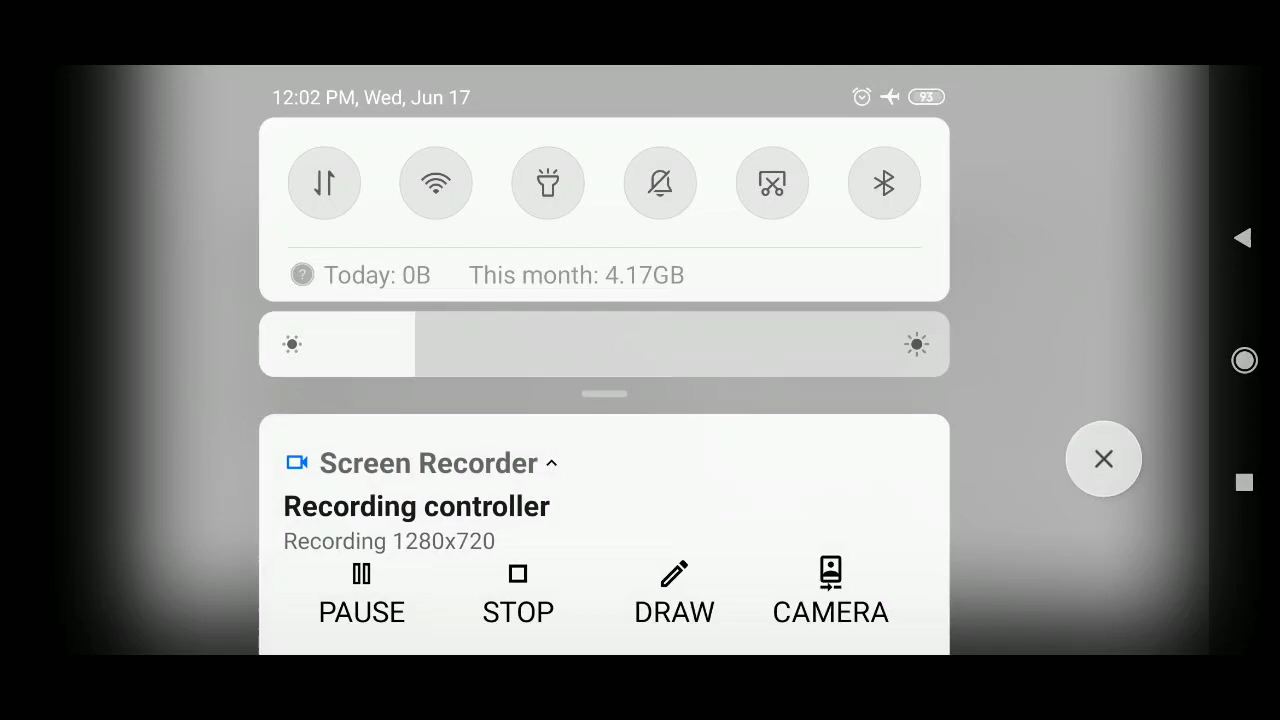 12:02 PM, Wed, Jun 17 93
Today: 0B This month: 4.17GB
Screen Recorder
Recording controller
Recording 1280x720
PAUSE STOP DRAW CAMERA